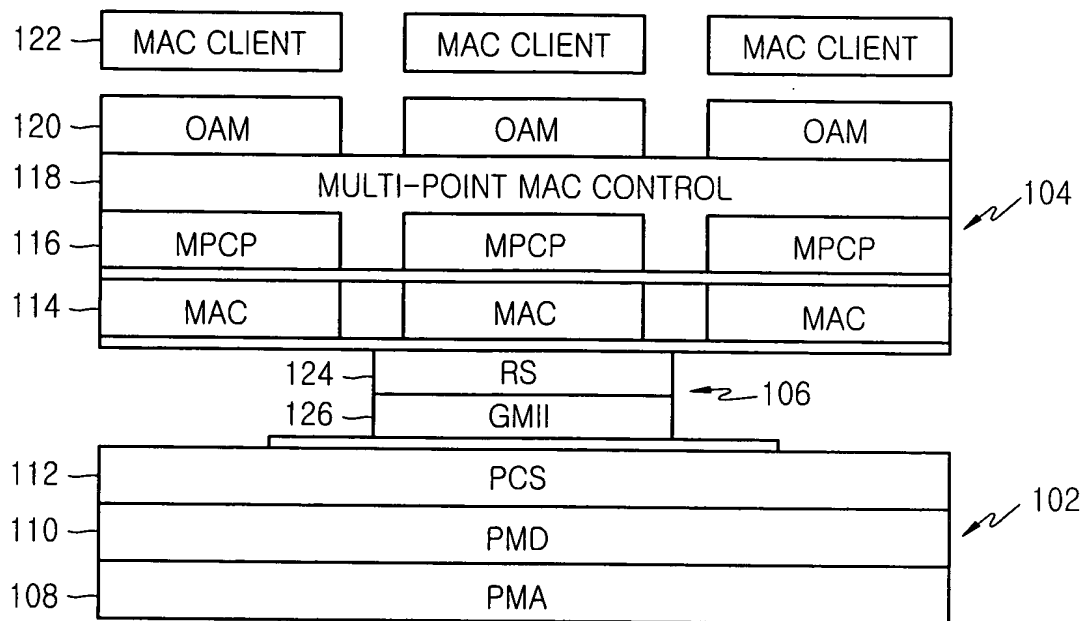 122 MAC CLIENT MAC CLIENT MAC CLIENT
120 OAM OAM OAM
118 MULTI-POINT MAC CONTROL
104
116 MPCP MPCP MPCP
114 MAC MAC MAC
124 RS
106
126 GMII
112 PCS
102
110 PMD
108 PMA